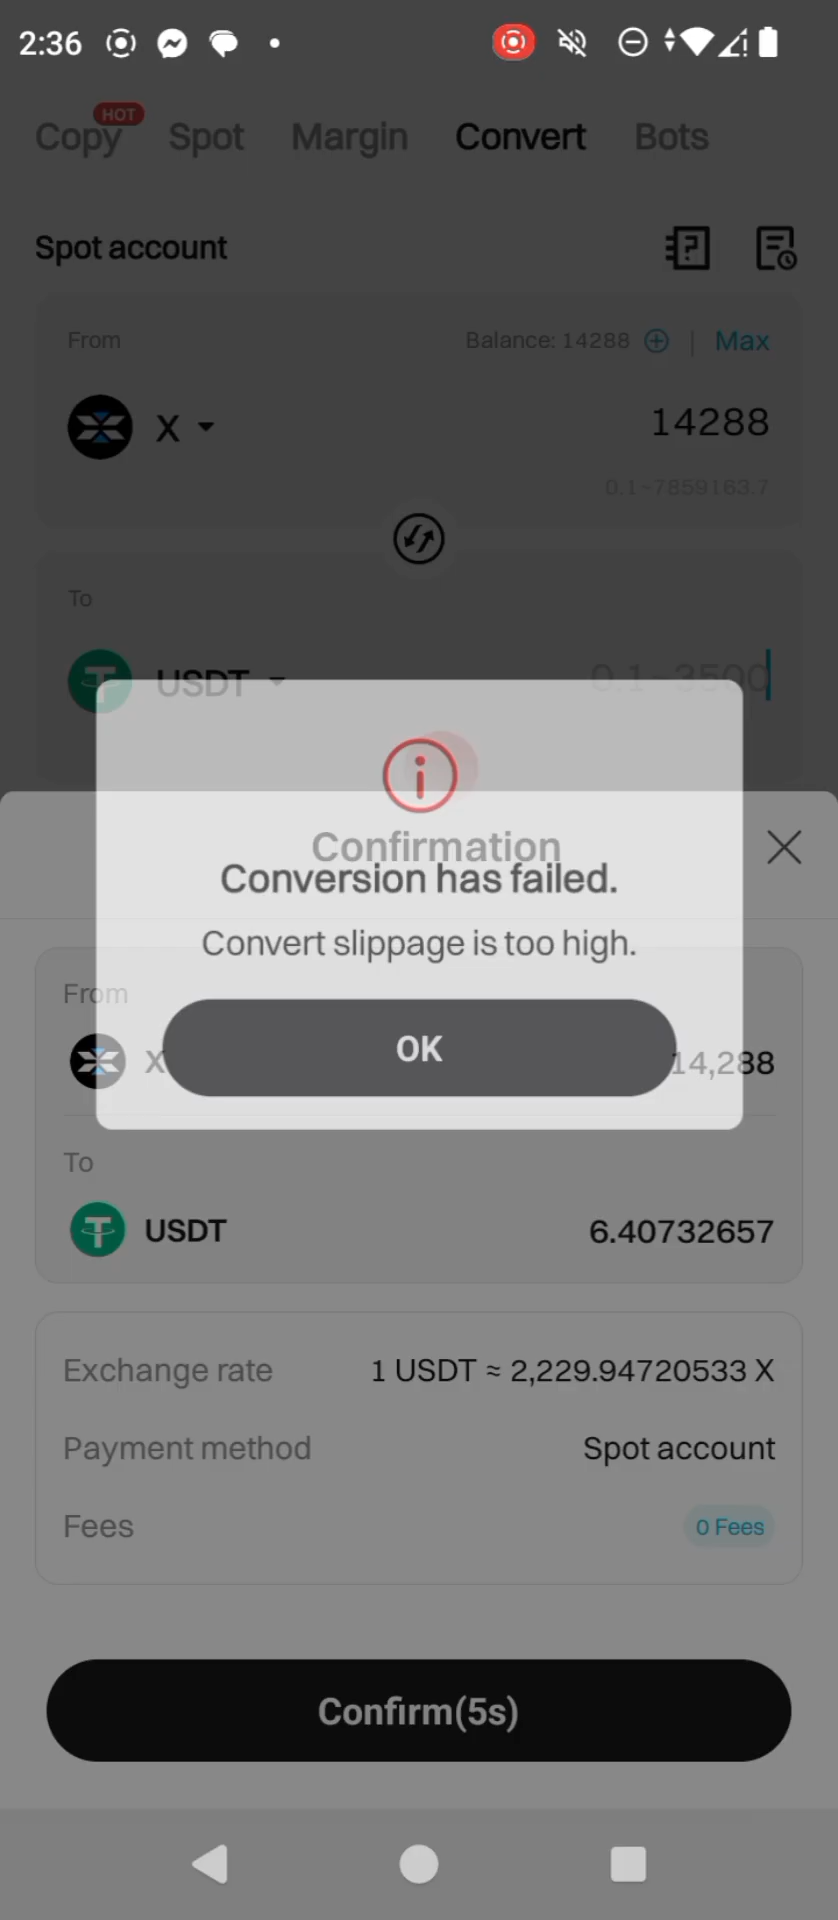 2:36
HOT
Copy Spot Margin Convert Bots
Spot account
From Balance: 14288 | Max
X 14288
0.1~7859163.7
To
USDT 0.1~3500
Confirmation
Conversion has failed.
Convert slippage is too high.
From
OK
X 14,288
To
USDT 6.40732657
Exchange rate 1 USDT ≈ 2,229.94720533 X
Payment method Spot account
Fees 0 Fees
Confirm(5s)